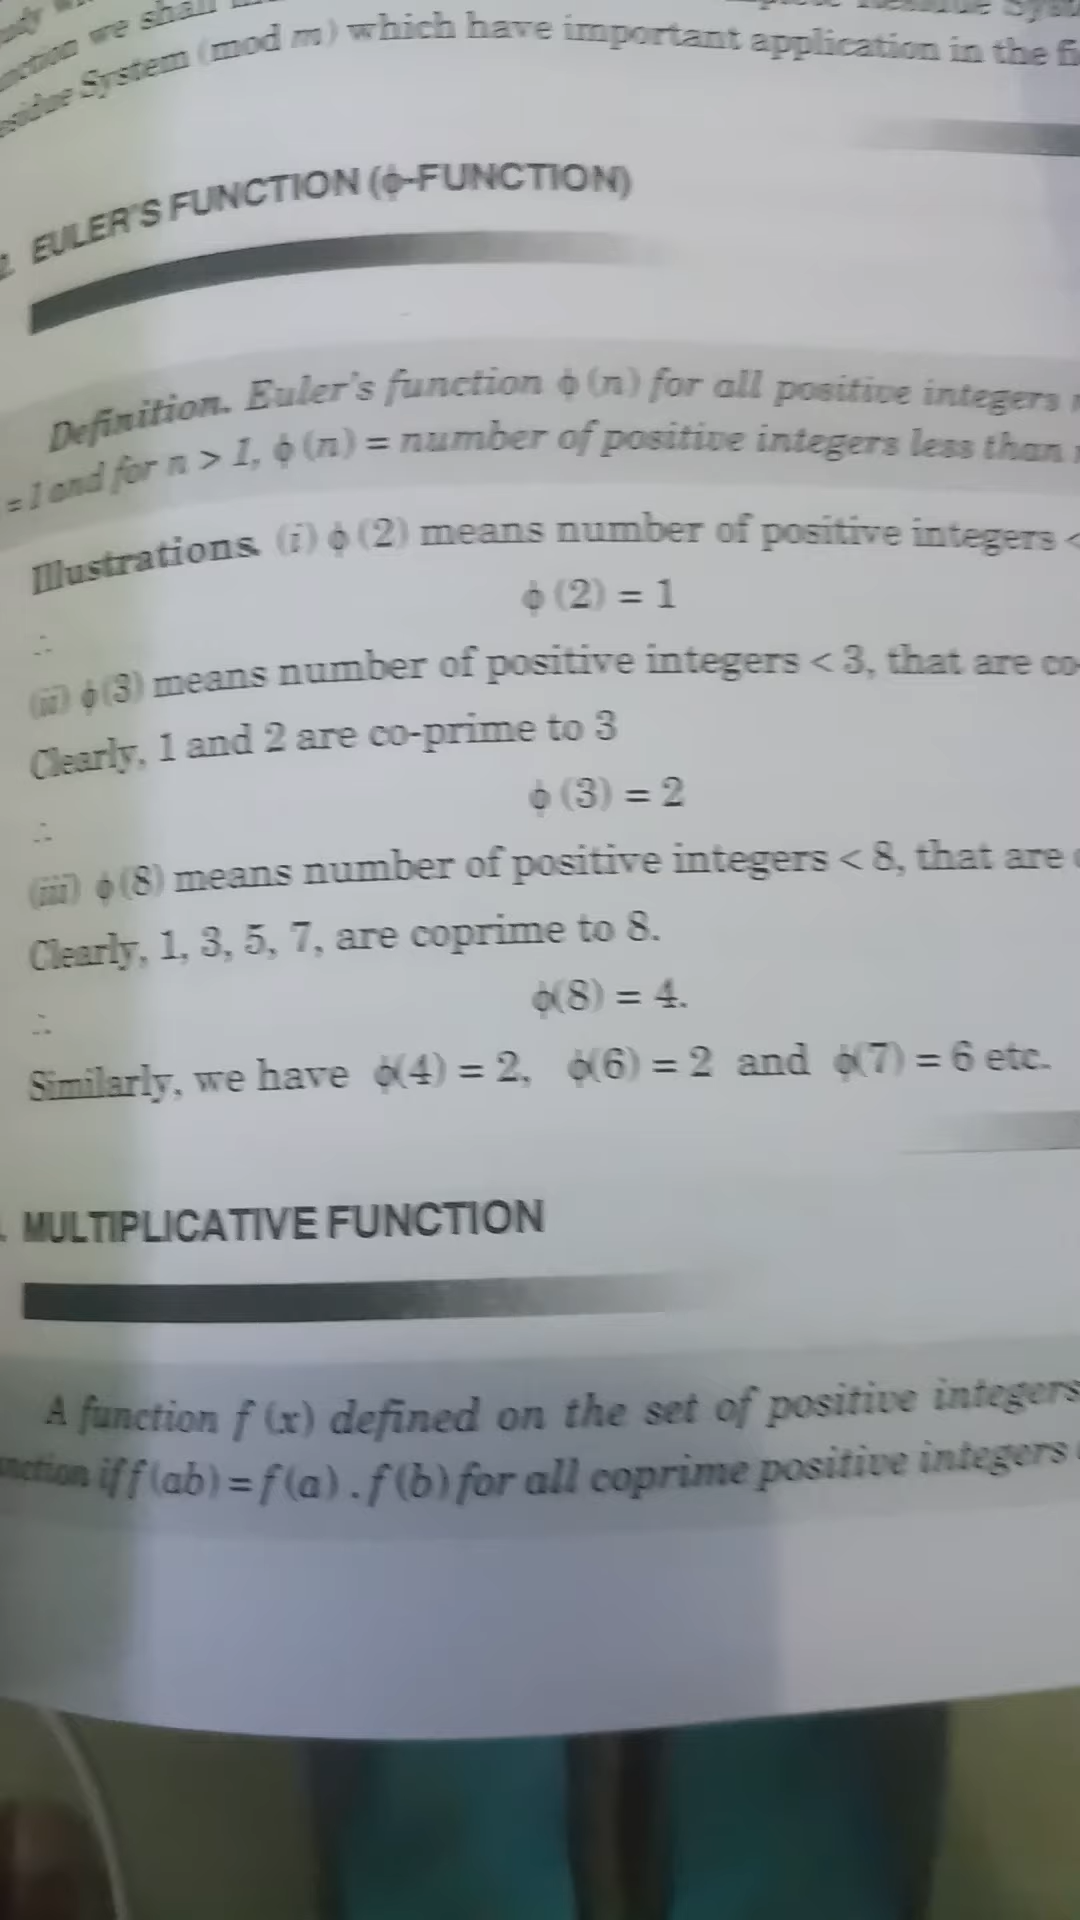 we shall
System (mod m) which have important application in the
EULER'S FUNCTION (ϕ-FUNCTION)
Definition. Euler's function ϕ (n) for all positive integers
= 1 and for n > 1, ϕ (n) = number of positive integers less than
Illustrations. (i) ϕ (2) means number of positive integers <
∴ ϕ (2) = 1
(ii) ϕ (3) means number of positive integers < 3, that are co-
Clearly, 1 and 2 are co-prime to 3
∴ ϕ (3) = 2
(iii) ϕ (8) means number of positive integers < 8, that are
Clearly, 1, 3, 5, 7, are coprime to 8.
∴ ϕ(8) = 4.
Similarly, we have ϕ(4) = 2, ϕ(6) = 2 and ϕ(7) = 6 etc.
MULTIPLICATIVE FUNCTION
A function f (x) defined on the set of positive integers
if f (ab) = f (a) . f (b) for all coprime positive integers